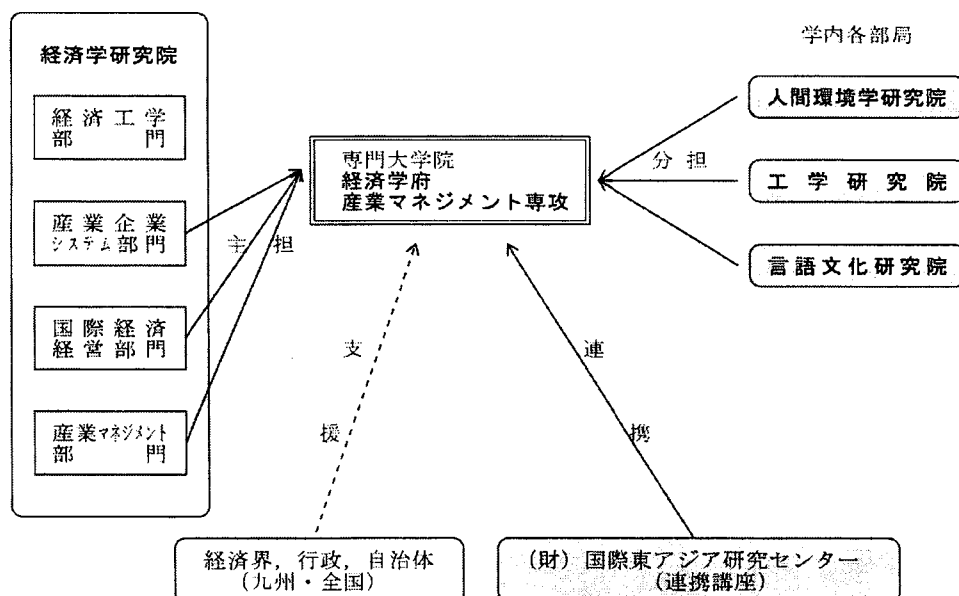 経済学研究院
経済工学
部門
産業企業
システム部門
国際経済
経営部門
産業マネジメント
部門
主担
専門大学院
経済学府
産業マネジメント専攻
学内各部局
人間環境学研究院
分担
工学研究院
言語文化研究院
支
援
連
携
経済界，行政，自治体
（九州・全国）
（財）国際東アジア研究センター
（連携講座）